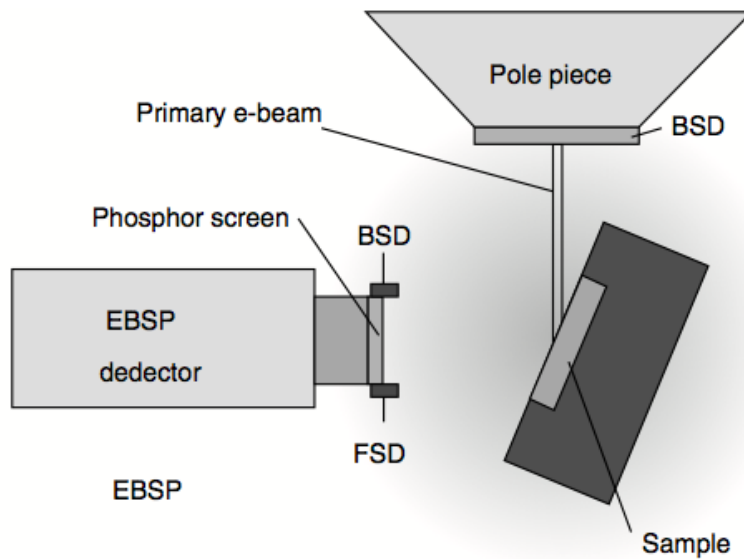 Pole piece
Primary e-beam
BSD
Phosphor screen
BSD
EBSP
dedector
FSD
EBSP
Sample